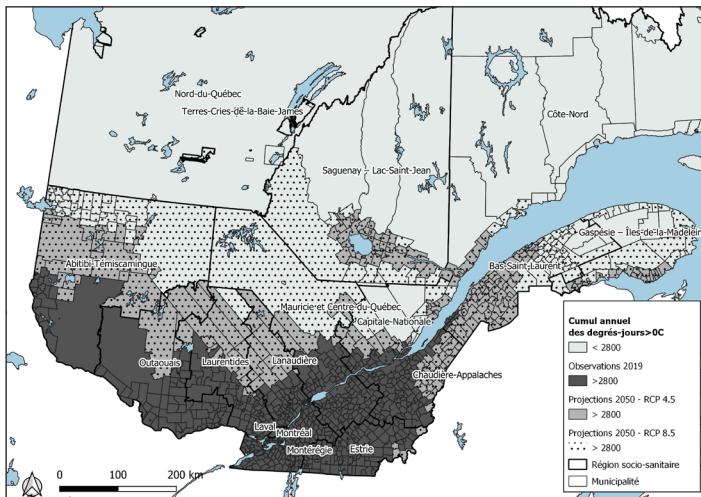 Nord-du-Québec
Terres-Cries-de-la-Baie-James
Côte-Nord
Saguenay – Lac-Saint-Jean
Gaspésie – Îles-de-la-Madelein
Abitibi-Témiscamingue
Bas-Saint-Laurent
Mauricie et Centre-du-Québec
Capitale-Nationale
Outaouais
Laurentides
Lanaudière
Chaudière-Appalaches
Laval
Montréal
Montérégie
Estrie
Cumul annuel
des degrés-jours>0C
< 2800
Observations 2019
>2800
Projections 2050 - RCP 4.5
> 2800
Projections 2050 - RCP 8.5
> 2800
Région socio-sanitaire
Municipalité
0 100 200 km